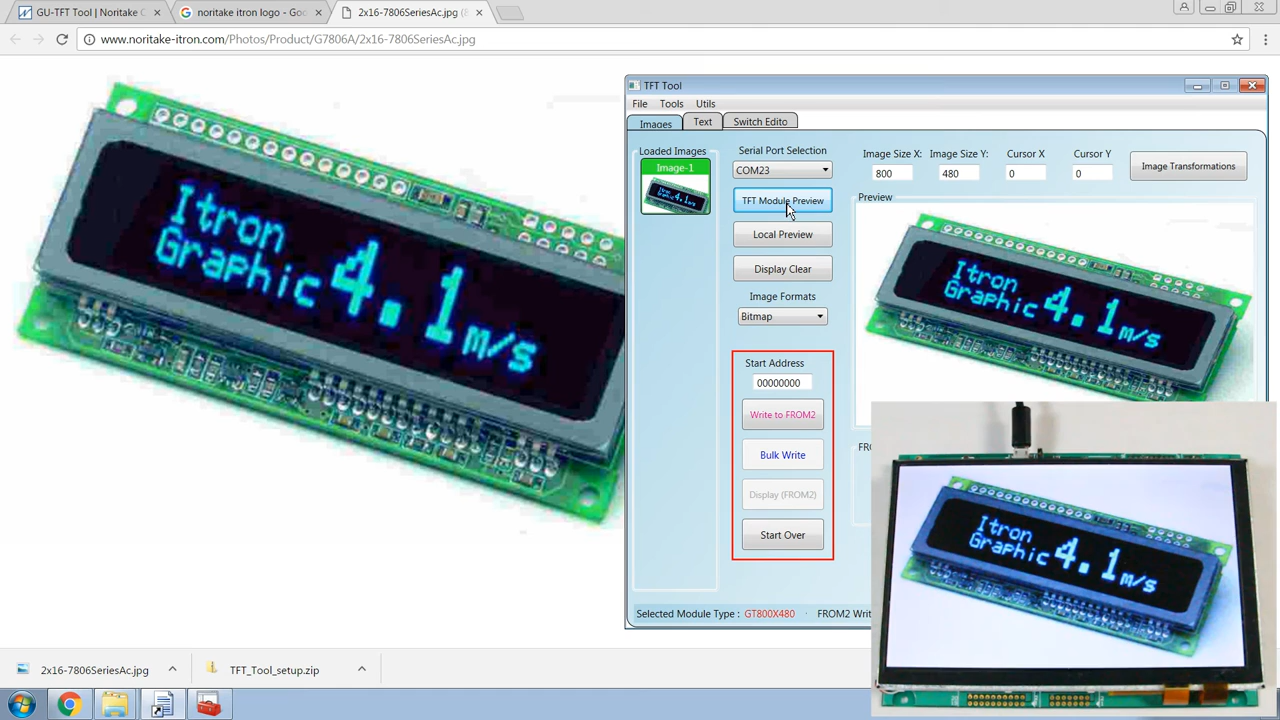 GU-TFT Tool | Noritake C
noritake itron logo - Goo
2x16-7806SeriesAc.jpg (8
www.noritake-itron.com/Photos/Product/G7806A/2x16-7806SeriesAc.jpg
Itron
Graphic 4.1 m/s
TFT Tool
File Tools Utils
Images Text Switch Edito
Loaded Images
Image-1
Serial Port Selection
COM23
TFT Module Preview
Local Preview
Display Clear
Image Formats
Bitmap
Start Address
00000000
Write to FROM2
Bulk Write
Display (FROM2)
Start Over
Image Size X: Image Size Y: Cursor X Cursor Y
800 480 0 0
Image Transformations
Preview
Itron
Graphic 4.1 m/s
Itron
Graphic 4.1 m/s
Selected Module Type : GT800X480 FROM2 Wri
2x16-7806SeriesAc.jpg
TFT_Tool_setup.zip